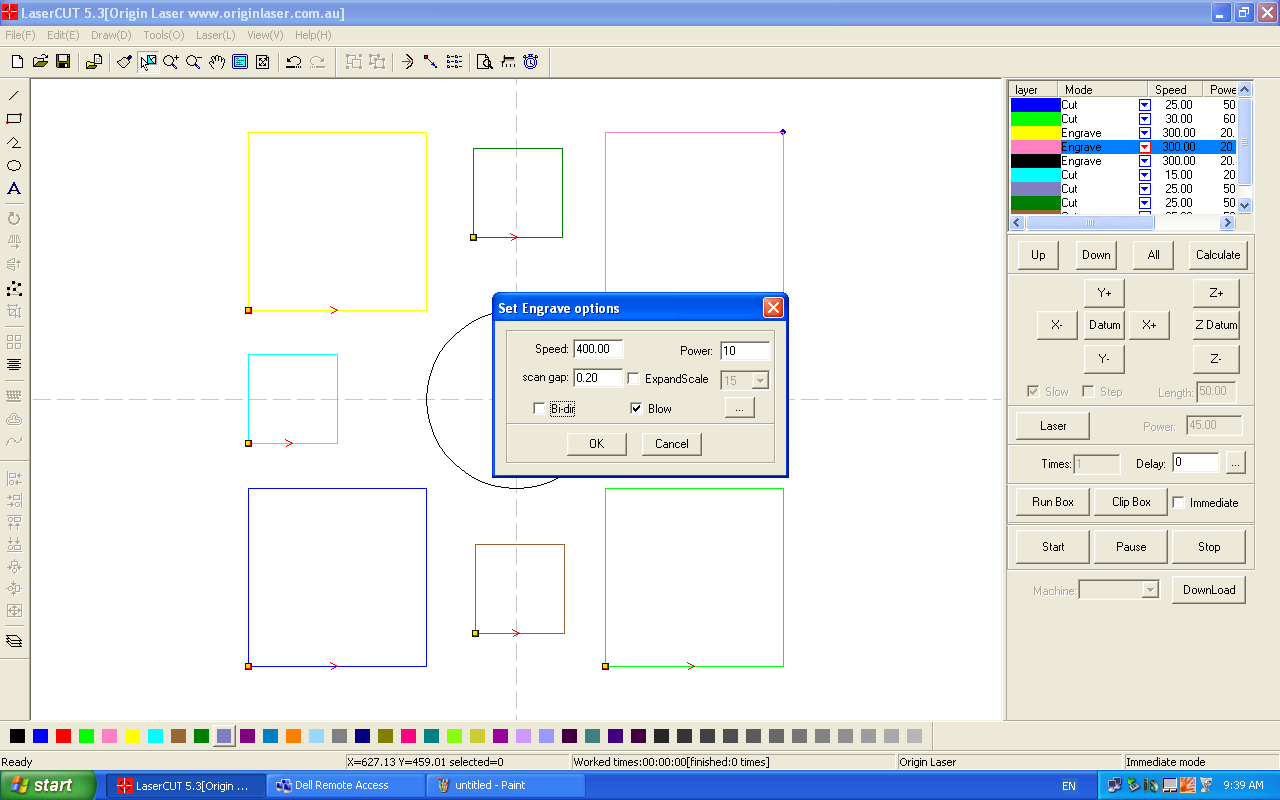 LaserCUT 5.3[Origin Laser www.originlaser.com.au]
File(F) Edit(E) Draw(D) Tools(O) Laser(L) View(V) Help(H)
layer Mode Speed Powe
Cut 25.00 50
Cut 30.00 60
Engrave 300.00 20.
Engrave 300.00 20.
Engrave 300.00 20.
Cut 15.00 20
Cut 25.00 50
Cut 25.00 50
Up Down All Calculate
Y+ Z+
X- Datum X+ Z Datum
Y- Z-
Slow Step Length: 50.00
Laser Power: 45.00
Times: 1 Delay: 0 ...
Run Box Clip Box Immediate
Start Pause Stop
Machine: DownLoad
Set Engrave options
Speed: 400.00 Power: 10
scan gap: 0.20 ExpandScale 15
Bi-dir Blow ...
OK Cancel
A
Ready X=627.13 Y=459.01 selected=0 Worked times:00:00:00[finished:0 times] Origin Laser Immediate mode
start LaserCUT 5.3[Origin ... Dell Remote Access untitled - Paint EN 9:39 AM